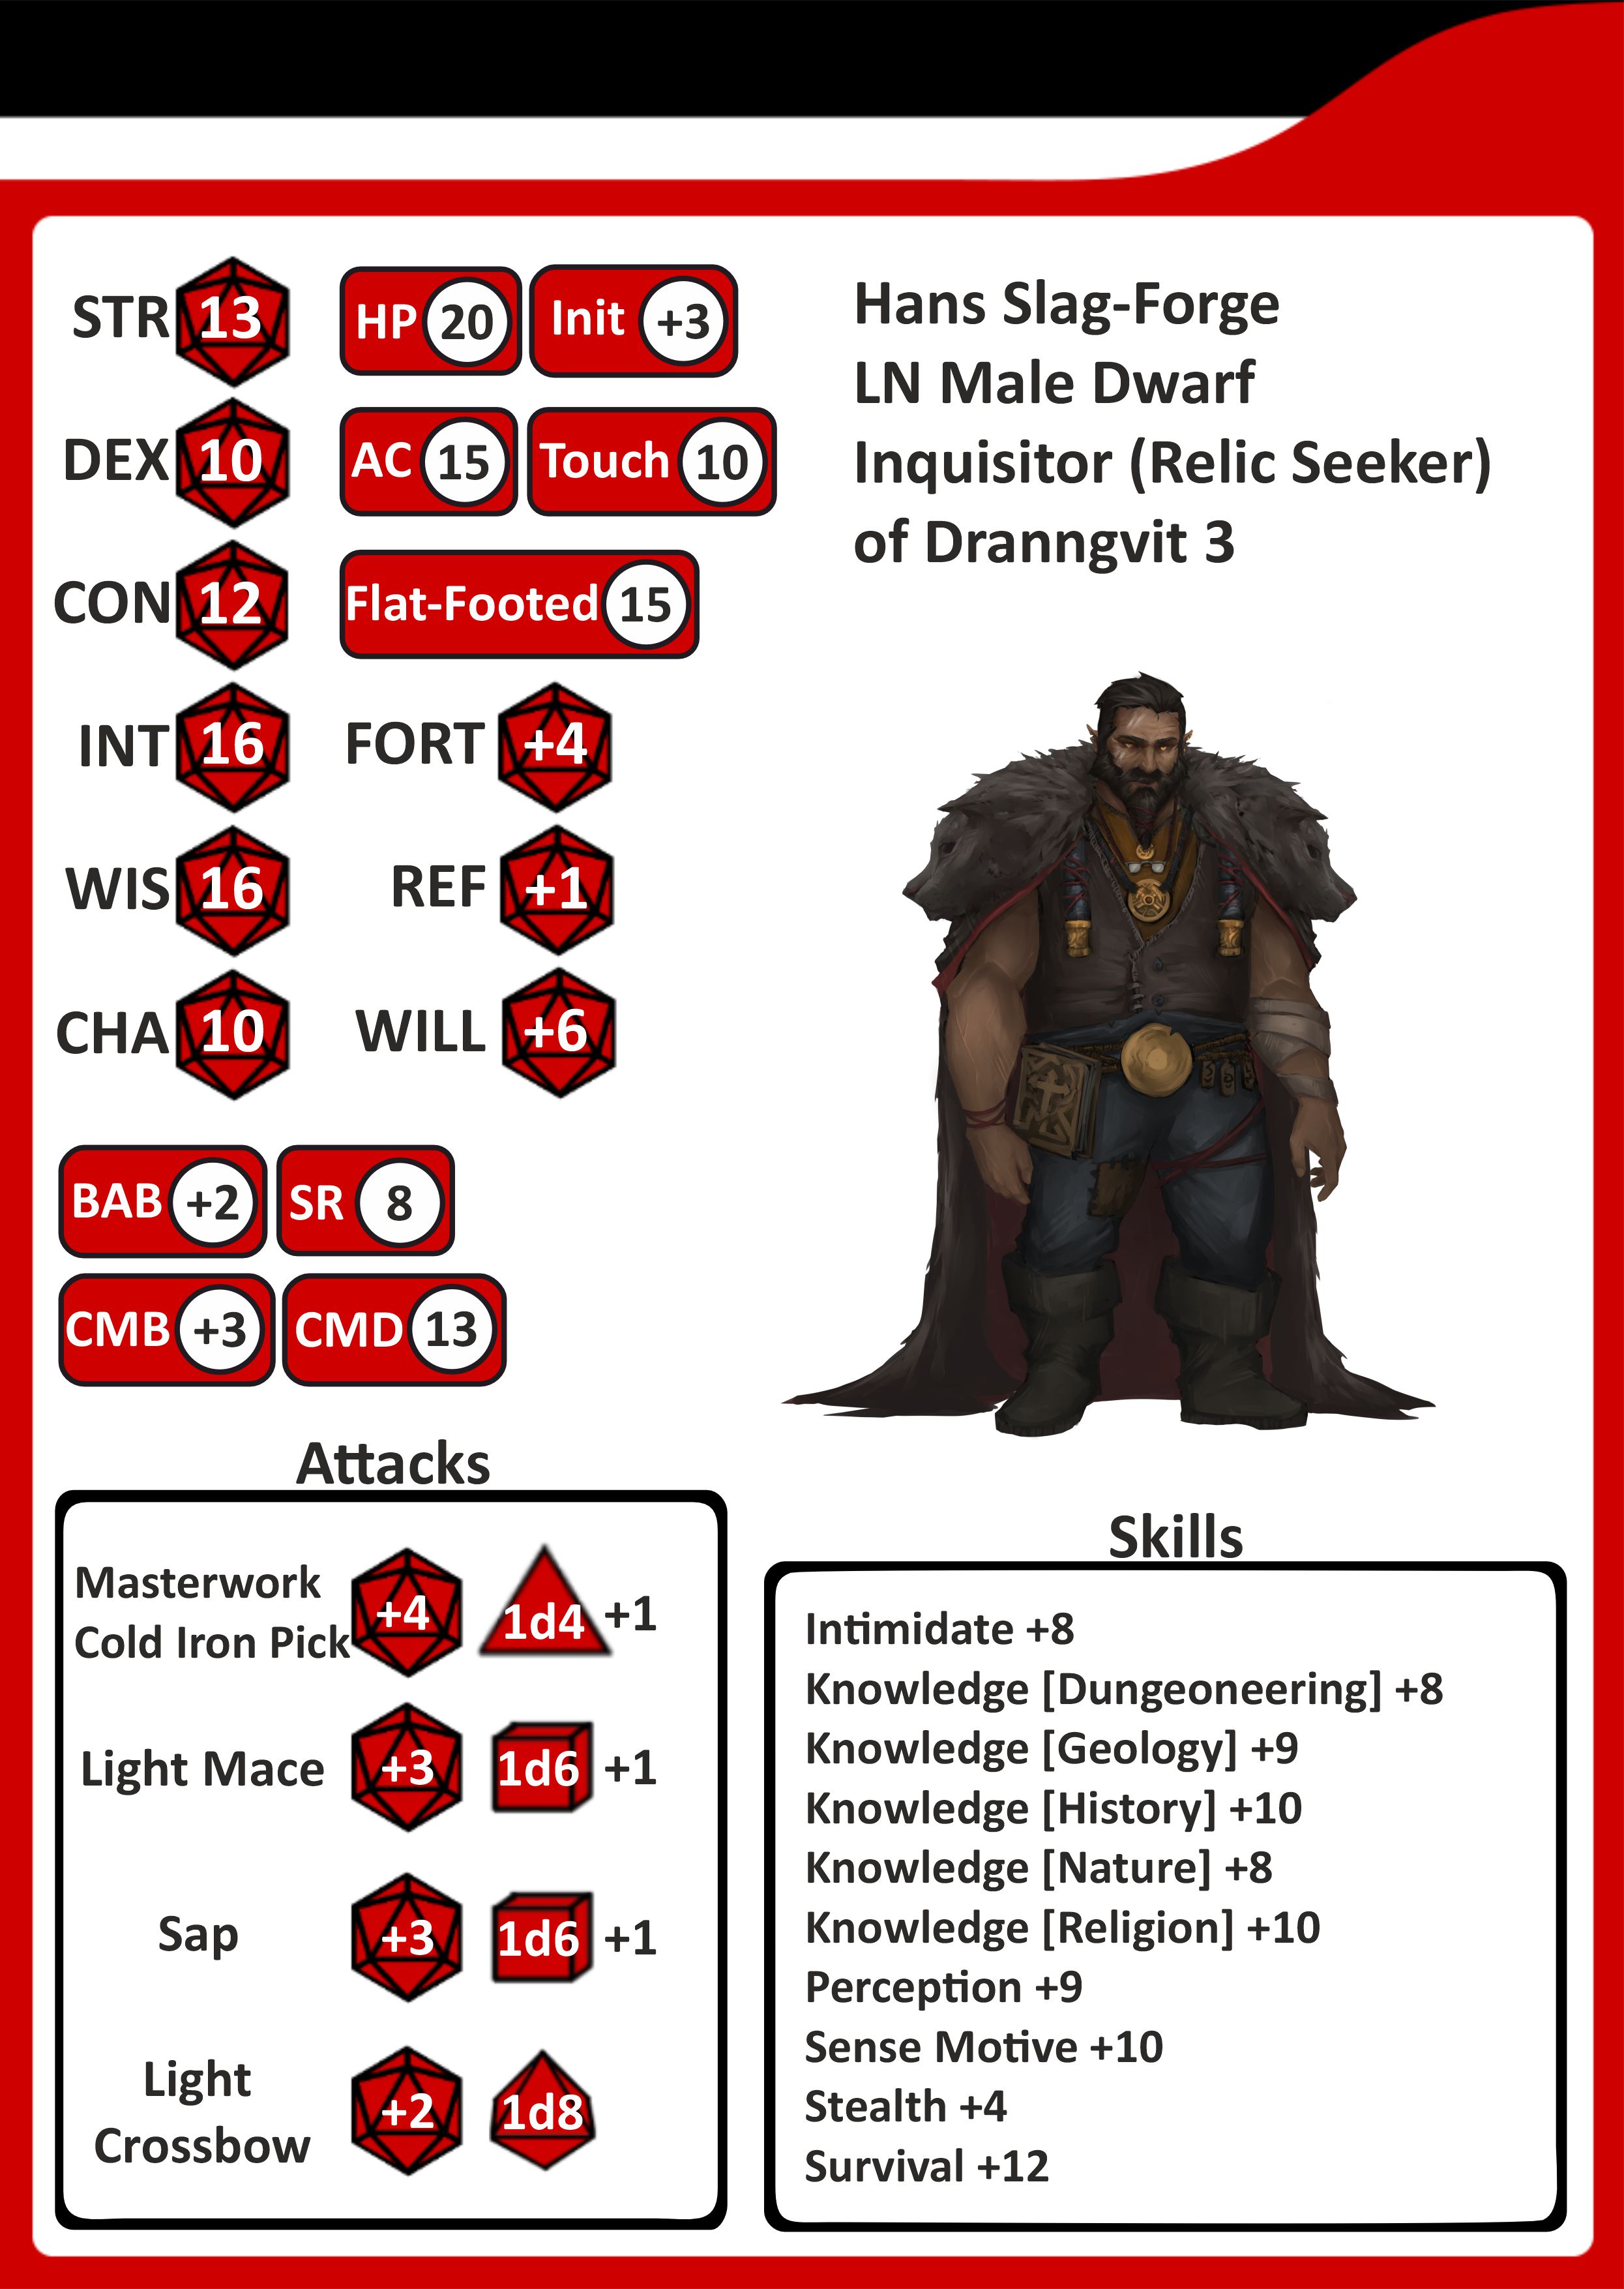 STR 13
HP 20
Init +3
DEX 10
AC 15
Touch 10
CON 12
Flat-Footed 15
INT 16
FORT +4
WIS 16
REF +1
CHA 10
WILL +6
BAB +2
SR 8
CMB +3
CMD 13
Hans Slag-Forge
LN Male Dwarf
Inquisitor (Relic Seeker)
of Dranngvit 3
Attacks
Masterwork
Cold Iron Pick +4 1d4 +1
Light Mace +3 1d6 +1
Sap +3 1d6 +1
Light
Crossbow +2 1d8
Skills
Intimidate +8
Knowledge [Dungeoneering] +8
Knowledge [Geology] +9
Knowledge [History] +10
Knowledge [Nature] +8
Knowledge [Religion] +10
Perception +9
Sense Motive +10
Stealth +4
Survival +12